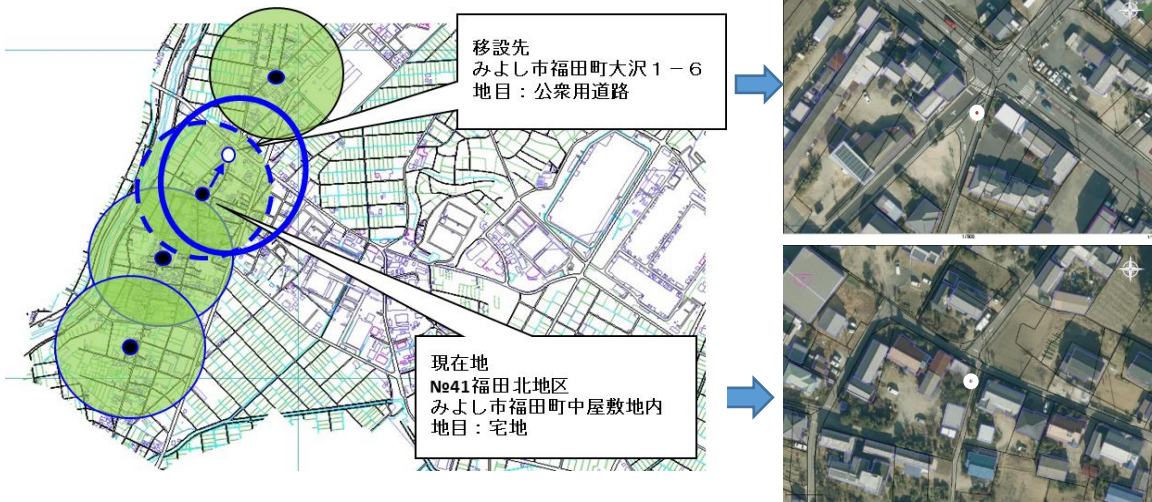 移設先
みよし市福田町大沢１－６
地目：公衆用道路
現在地
№41福田北地区
みよし市福田町中屋敷地内
地目：宅地
1/500